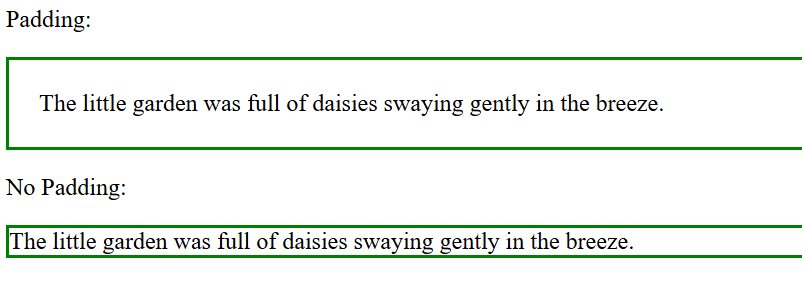 Padding:
The little garden was full of daisies swaying gently in the breeze.
No Padding:
The little garden was full of daisies swaying gently in the breeze.